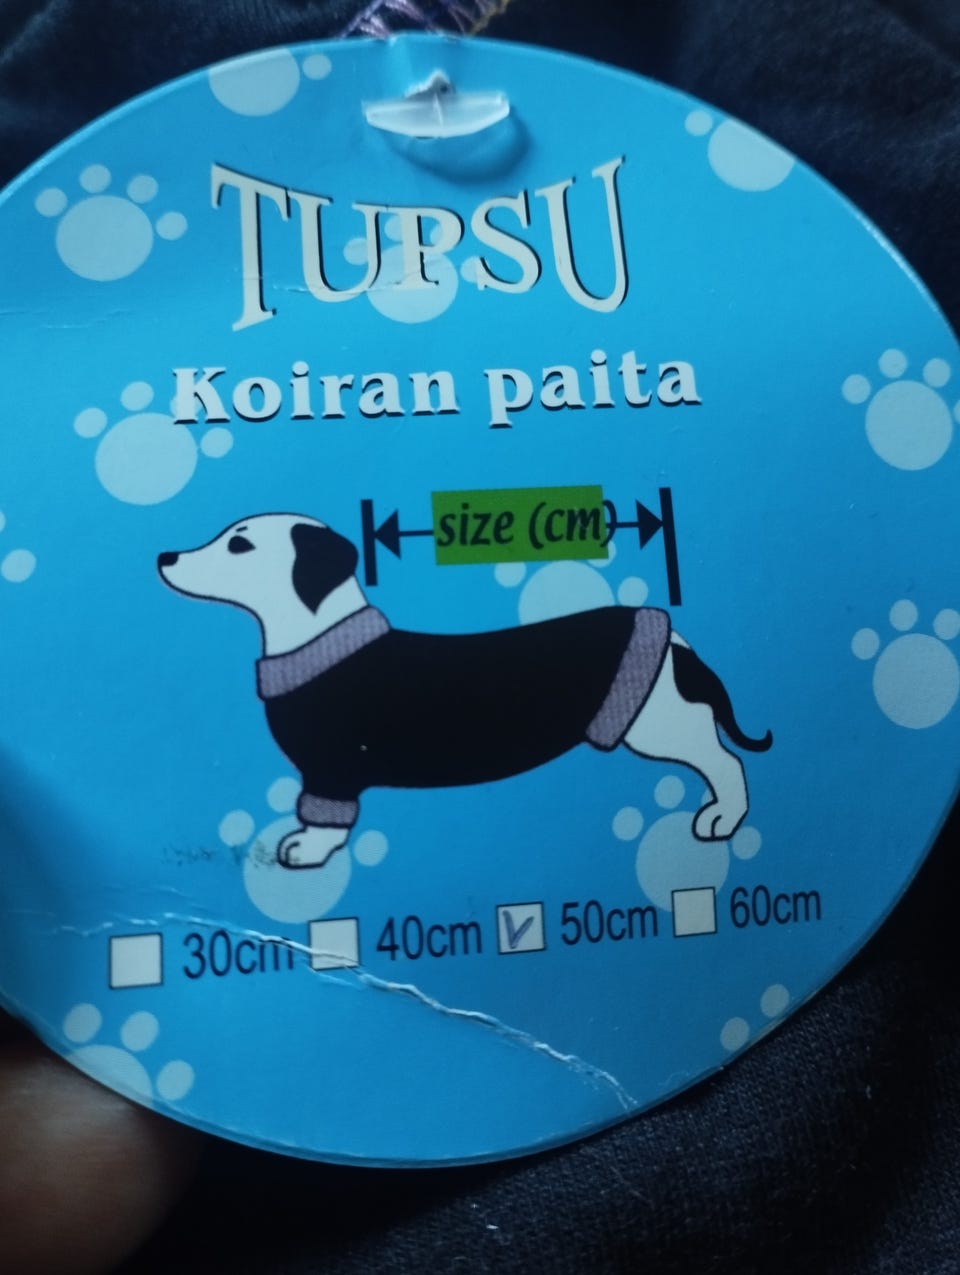 TUPSU
Koiran paita
size (cm)
30cm 40cm 50cm 60cm